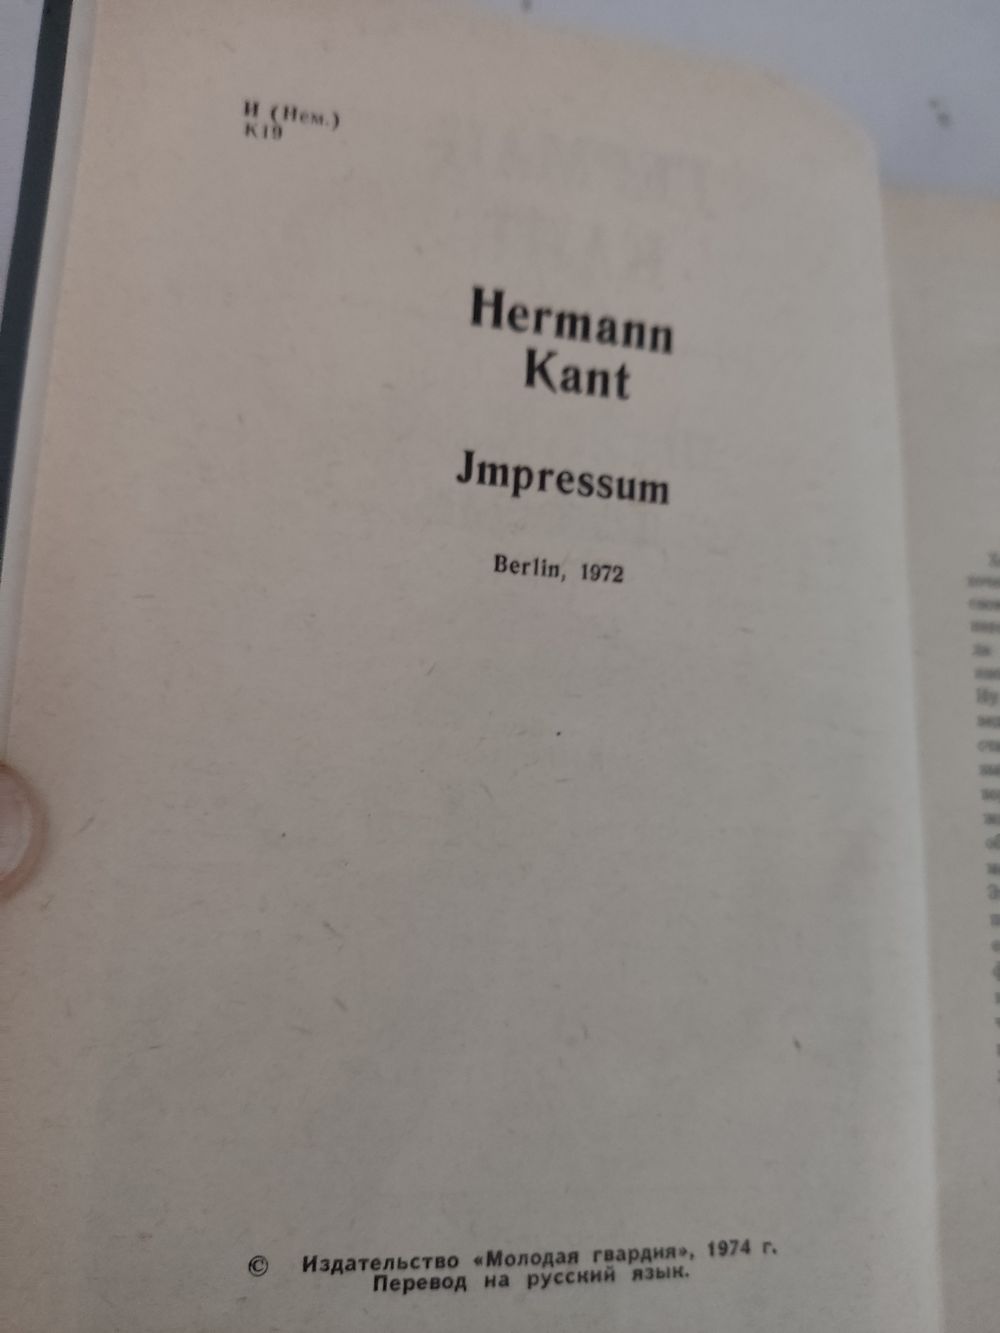 И (Нем.)
К19
Hermann
Kant
Jmpressum
Berlin, 1972
© Издательство «Молодая гвардия», 1974 г.
Перевод на русский язык.